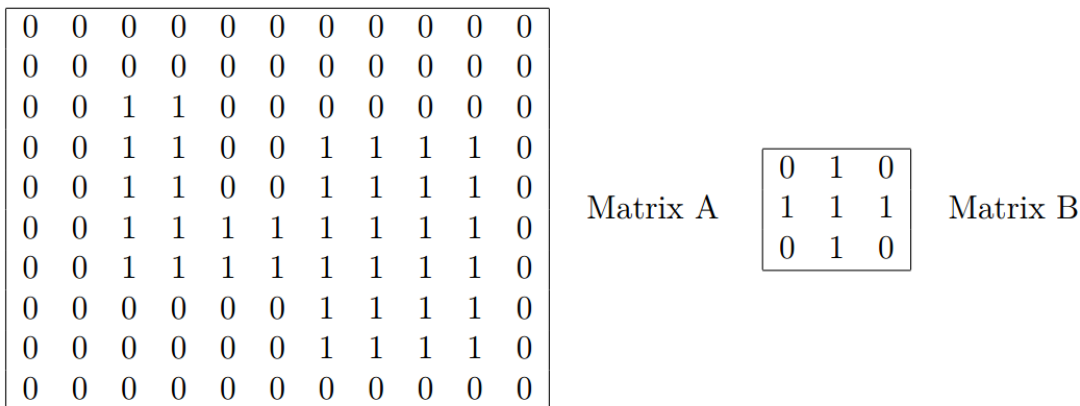 0 0 0 0 0 0 0 0 0 0 0
0 0 0 0 0 0 0 0 0 0 0
0 0 1 1 0 0 0 0 0 0 0
0 0 1 1 0 0 1 1 1 1 0
0 0 1 1 0 0 1 1 1 1 0
0 0 1 1 1 1 1 1 1 1 0
0 0 1 1 1 1 1 1 1 1 0
0 0 0 0 0 0 1 1 1 1 0
0 0 0 0 0 0 1 1 1 1 0
0 0 0 0 0 0 0 0 0 0 0
Matrix A
0 1 0
1 1 1
0 1 0
Matrix B